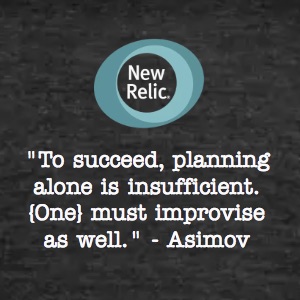 New
Relic.
"To succeed, planning
alone is insufficient.
{One} must improvise
as well." - Asimov